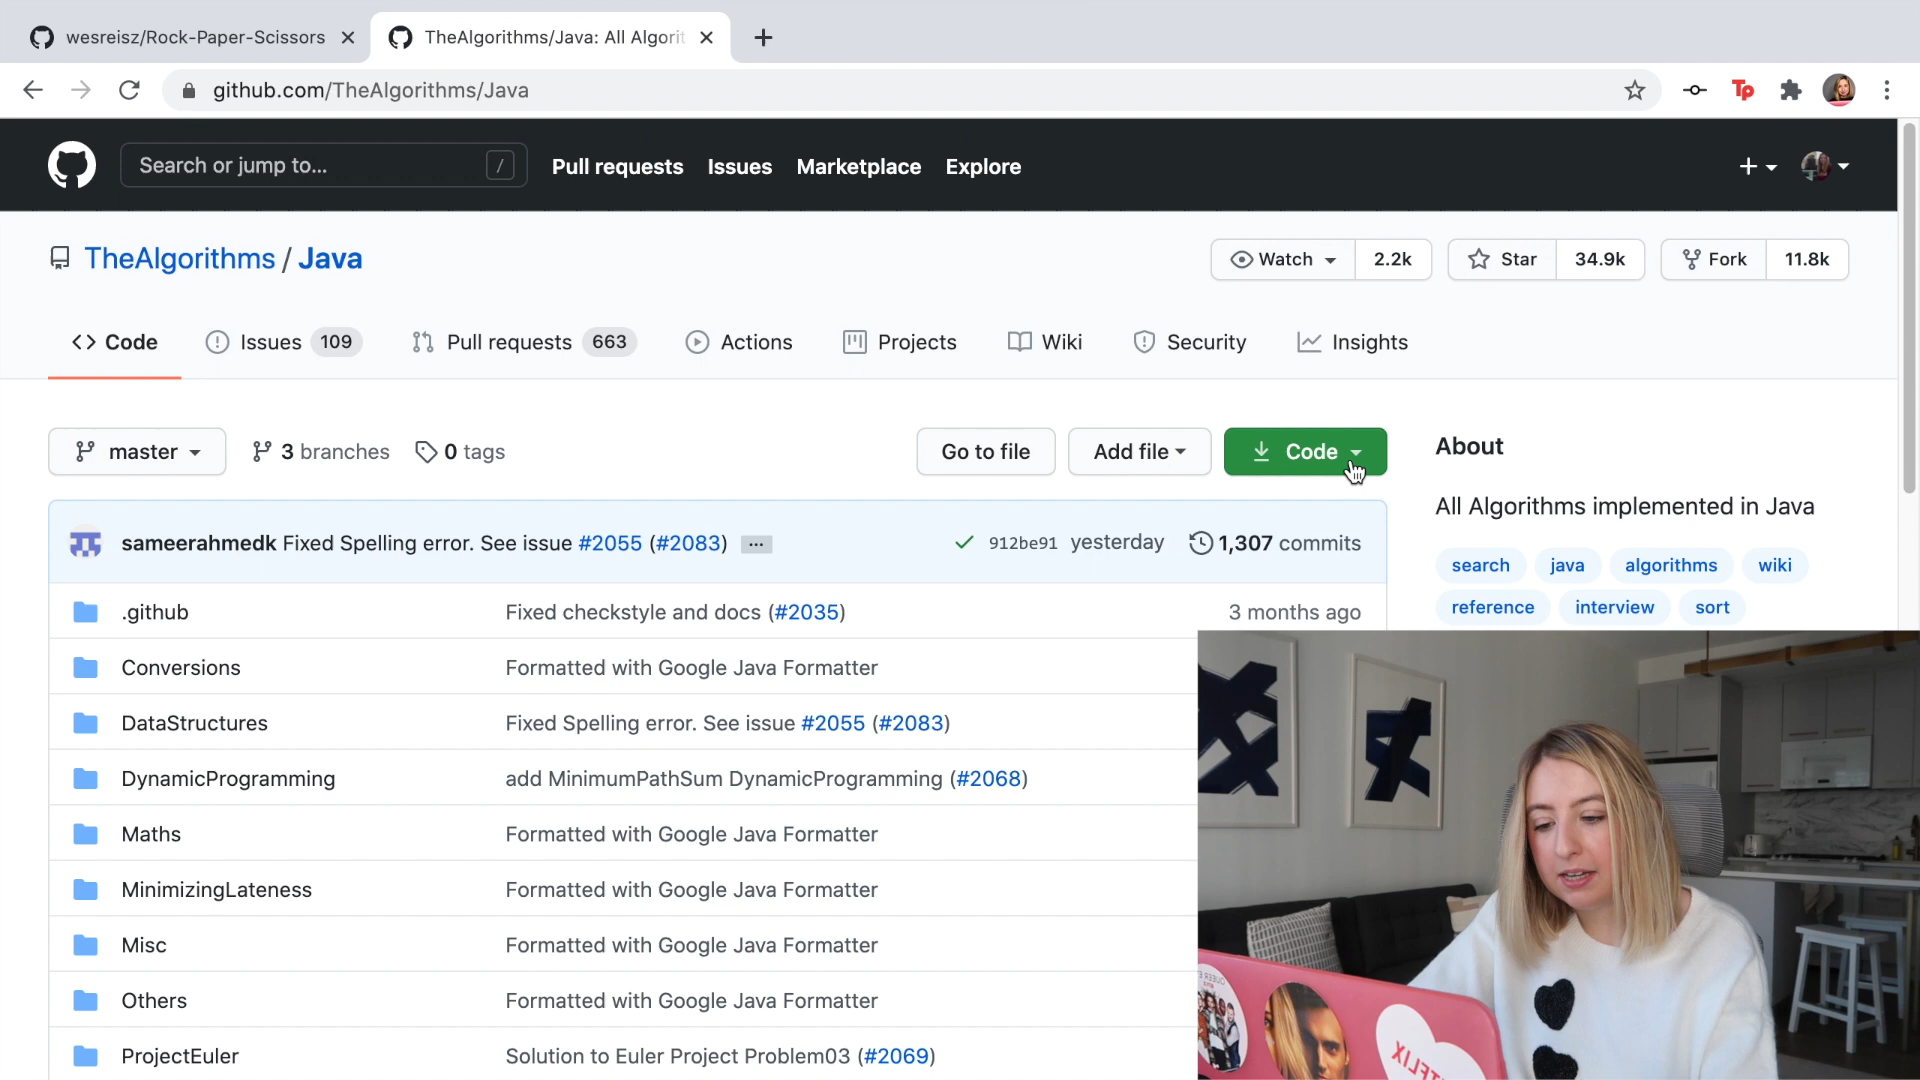 wesreisz/Rock-Paper-Scissors
TheAlgorithms/Java: All Algorit
github.com/TheAlgorithms/Java
Tp
Search or jump to...
/
Pull requests
Issues
Marketplace
Explore
TheAlgorithms / Java
Watch 2.2k
Star 34.9k
Fork 11.8k
Code
Issues 109
Pull requests 663
Actions
Projects
Wiki
Security
Insights
master
3 branches
0 tags
Go to file
Add file
Code
About
All Algorithms implemented in Java
search java algorithms wiki
reference interview sort
sameerahmedk Fixed Spelling error. See issue #2055 (#2083) ...
912be91 yesterday
1,307 commits
.github Fixed checkstyle and docs (#2035) 3 months ago
Conversions Formatted with Google Java Formatter
DataStructures Fixed Spelling error. See issue #2055 (#2083)
DynamicProgramming add MinimumPathSum DynamicProgramming (#2068)
Maths Formatted with Google Java Formatter
MinimizingLateness Formatted with Google Java Formatter
Misc Formatted with Google Java Formatter
Others Formatted with Google Java Formatter
ProjectEuler Solution to Euler Project Problem03 (#2069)